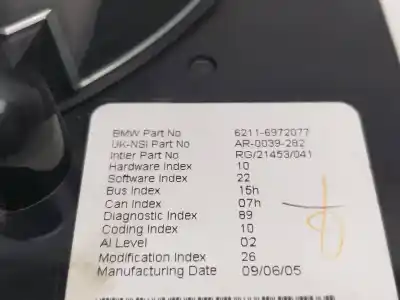 BMW Part No 6211-6972077
UK-NSI Part No AR-0039-282
Intier Part No RG/21453/041
Hardware Index 10
Software Index 22
Bus Index 15h
Can Index 07h
Diagnostic Index 89
Coding Index 10
AI Level 02
Modification Index 26
Manufacturing Date 09/06/05